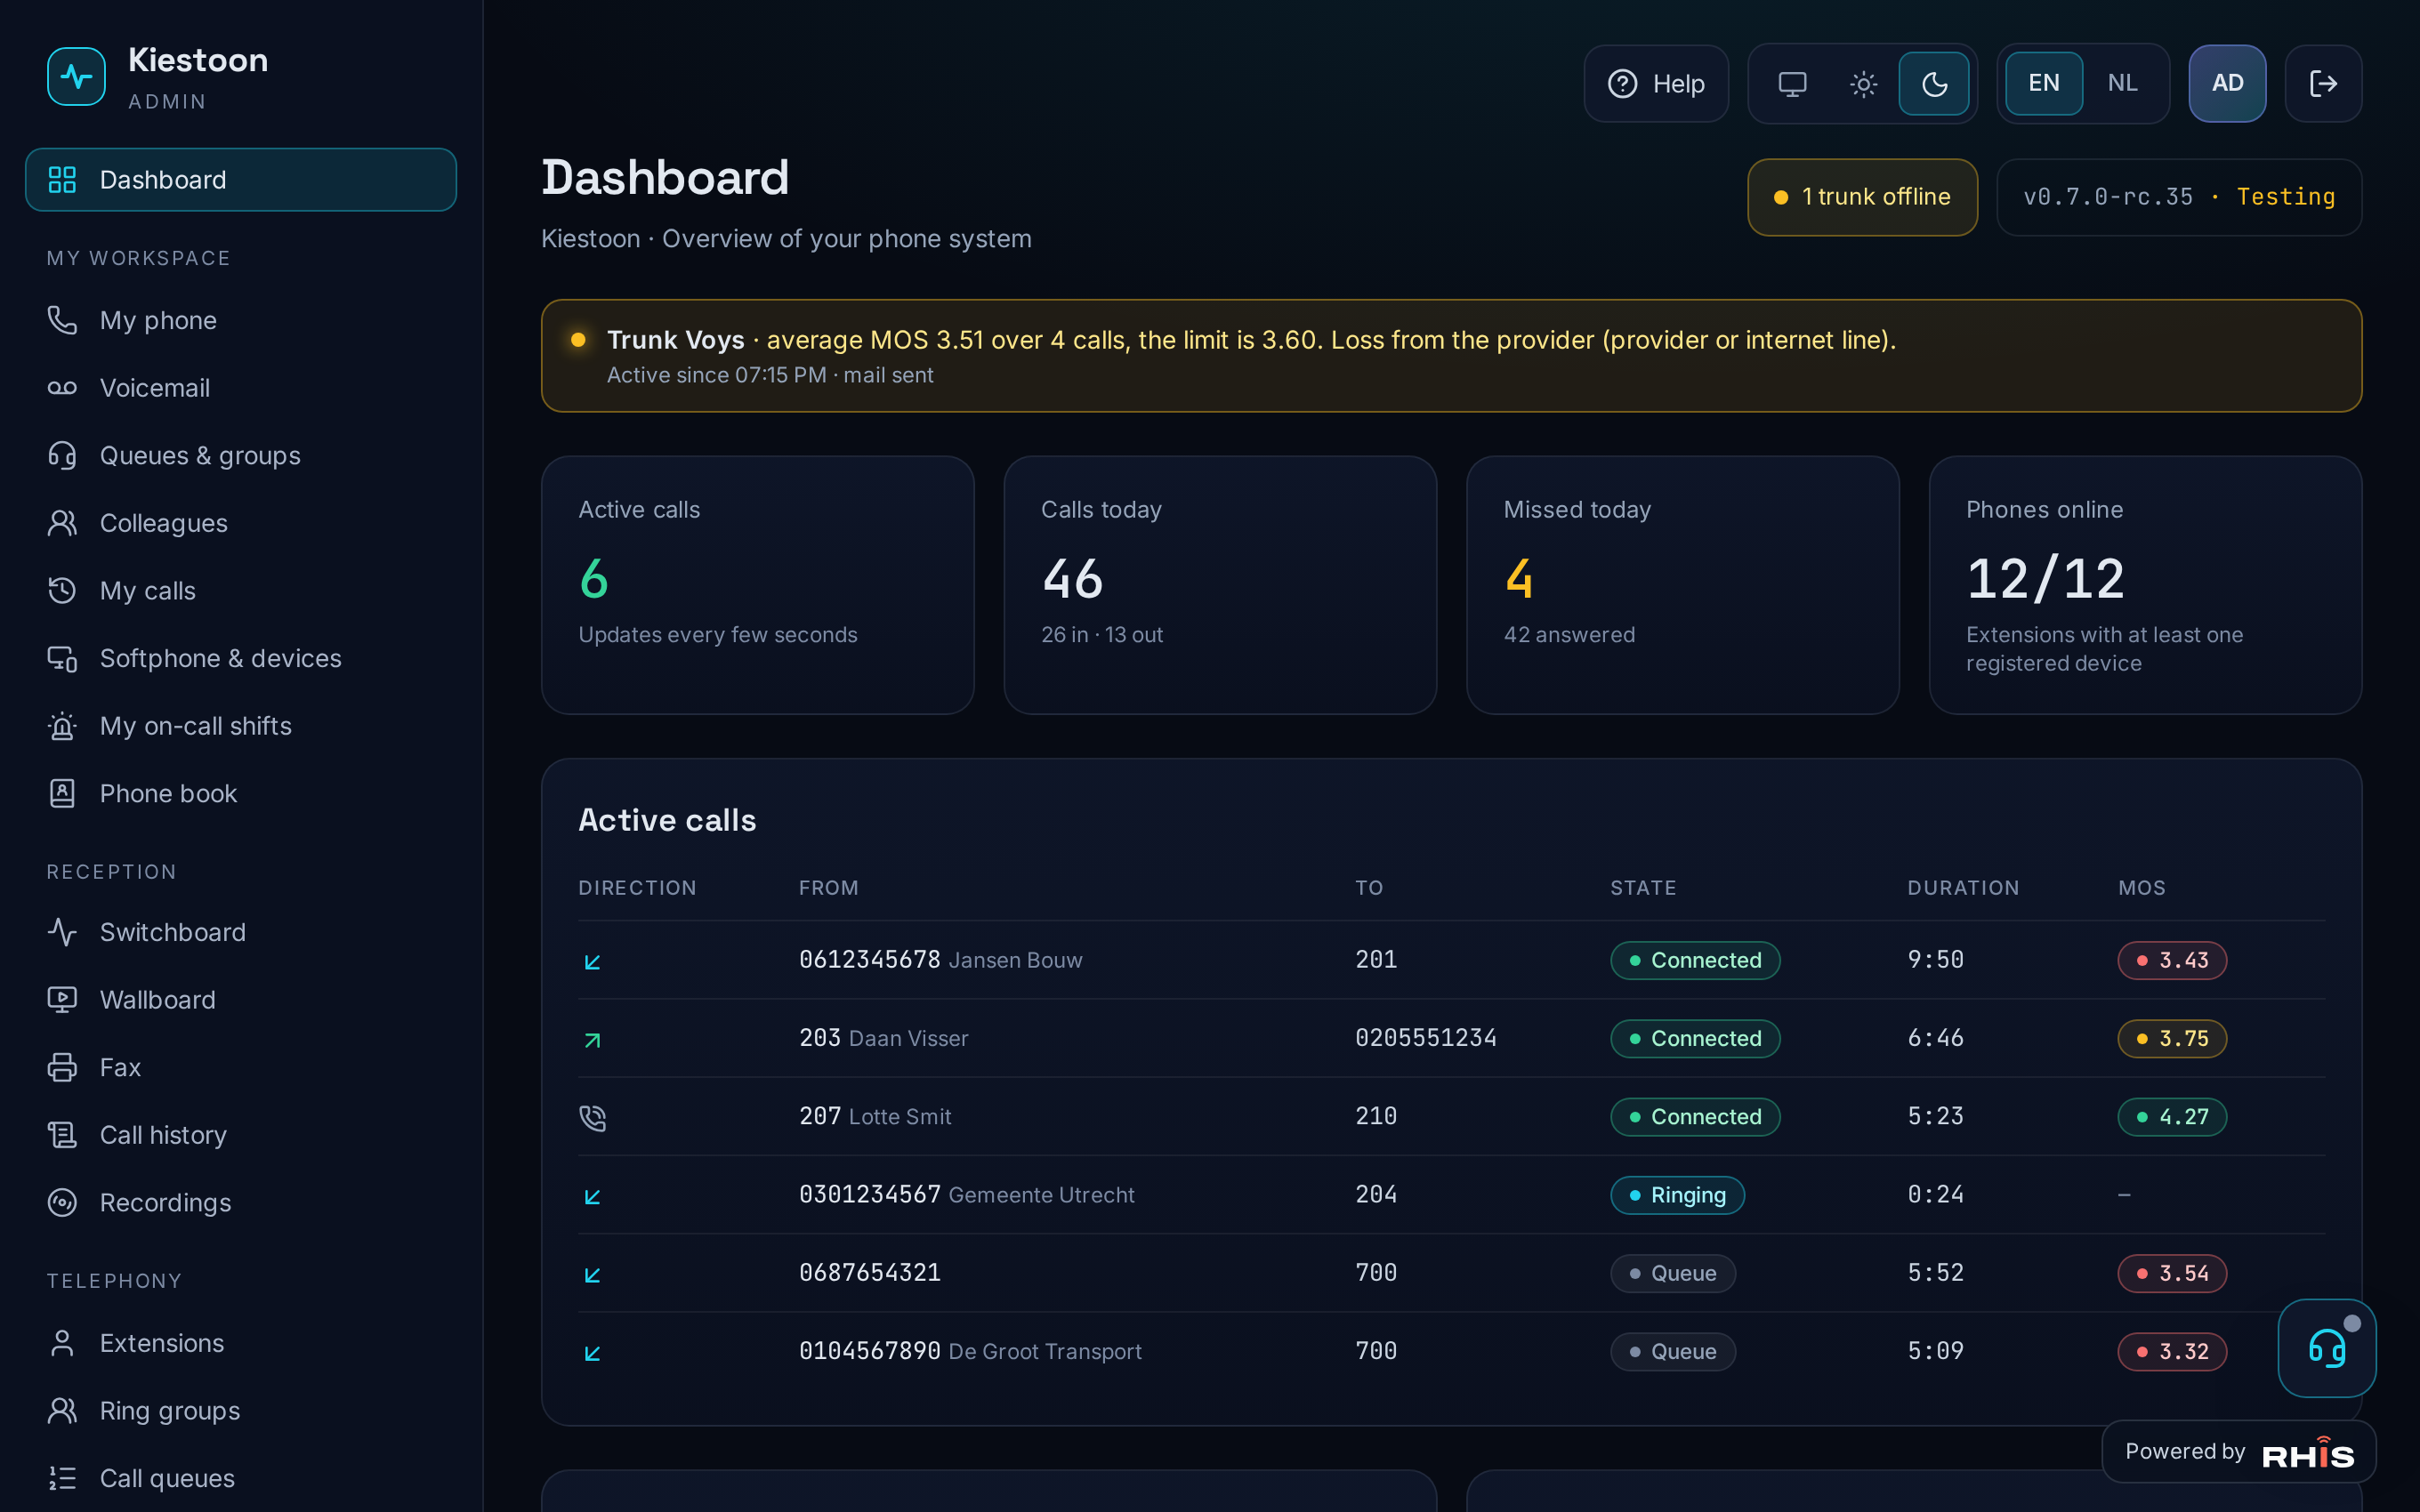 Kiestoon
ADMIN
Dashboard
MY WORKSPACE
My phone
Voicemail
Queues & groups
Colleagues
My calls
Softphone & devices
My on-call shifts
Phone book
RECEPTION
Switchboard
Wallboard
Fax
Call history
Recordings
TELEPHONY
Extensions
Ring groups
Call queues
Help
EN NL
AD
Dashboard
Kiestoon · Overview of your phone system
1 trunk offline
v0.7.0-rc.35 · Testing
Trunk Voys · average MOS 3.51 over 4 calls, the limit is 3.60. Loss from the provider (provider or internet line).
Active since 07:15 PM · mail sent
Active calls
6
Updates every few seconds
Calls today
46
26 in · 13 out
Missed today
4
42 answered
Phones online
12/12
Extensions with at least one
registered device
Active calls
DIRECTION FROM TO STATE DURATION MOS
0612345678 Jansen Bouw 201 Connected 9:50 3.43
203 Daan Visser 0205551234 Connected 6:46 3.75
207 Lotte Smit 210 Connected 5:23 4.27
0301234567 Gemeente Utrecht 204 Ringing 0:24 –
0687654321 700 Queue 5:52 3.54
0104567890 De Groot Transport 700 Queue 5:09 3.32
Powered by RHIS